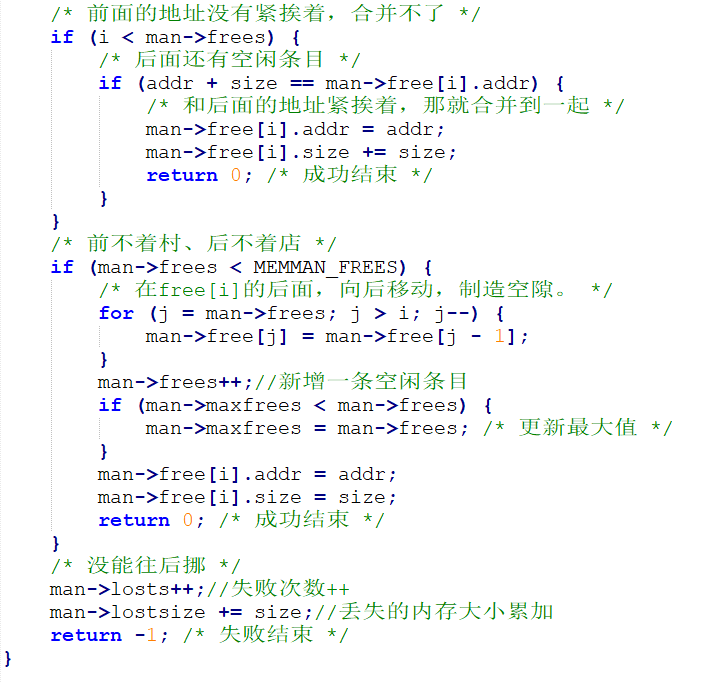 /* 前面的地址没有紧挨着，合并不了 */
if (i < man->frees) {
/* 后面还有空闲条目 */
if (addr + size == man->free[i].addr) {
/* 和后面的地址紧挨着，那就合并到一起 */
man->free[i].addr = addr;
man->free[i].size += size;
return 0; /* 成功结束 */
}
}
/* 前不着村、后不着店 */
if (man->frees < MEMMAN_FREES) {
/* 在free[i]的后面，向后移动，制造空隙。 */
for (j = man->frees; j > i; j--) {
man->free[j] = man->free[j - 1];
}
man->frees++;//新增一条空闲条目
if (man->maxfrees < man->frees) {
man->maxfrees = man->frees; /* 更新最大值 */
}
man->free[i].addr = addr;
man->free[i].size = size;
return 0; /* 成功结束 */
}
/* 没能往后挪 */
man->losts++;//失败次数++
man->lostsize += size;//丢失的内存大小累加
return -1; /* 失败结束 */
}